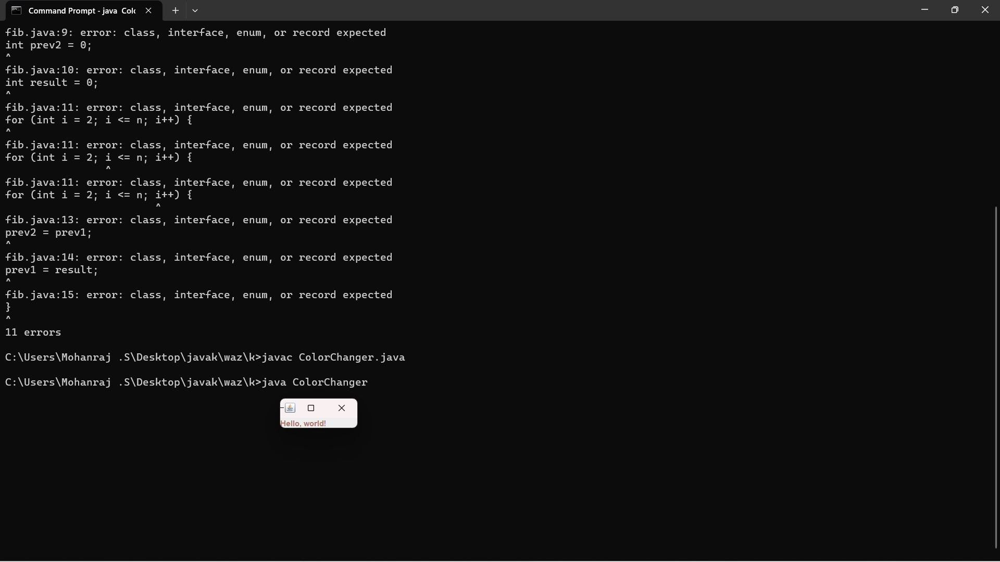 Command Prompt - java Colo
fib.java:9: error: class, interface, enum, or record expected
int prev2 = 0;
^
fib.java:10: error: class, interface, enum, or record expected
int result = 0;
^
fib.java:11: error: class, interface, enum, or record expected
for (int i = 2; i <= n; i++) {
^
fib.java:11: error: class, interface, enum, or record expected
for (int i = 2; i <= n; i++) {
                ^
fib.java:11: error: class, interface, enum, or record expected
for (int i = 2; i <= n; i++) {
                        ^
fib.java:13: error: class, interface, enum, or record expected
prev2 = prev1;
^
fib.java:14: error: class, interface, enum, or record expected
prev1 = result;
^
fib.java:15: error: class, interface, enum, or record expected
}
^
11 errors
C:\Users\Mohanraj .S\Desktop\javak\waz\k>javac ColorChanger.java
C:\Users\Mohanraj .S\Desktop\javak\waz\k>java ColorChanger
Hello, world!